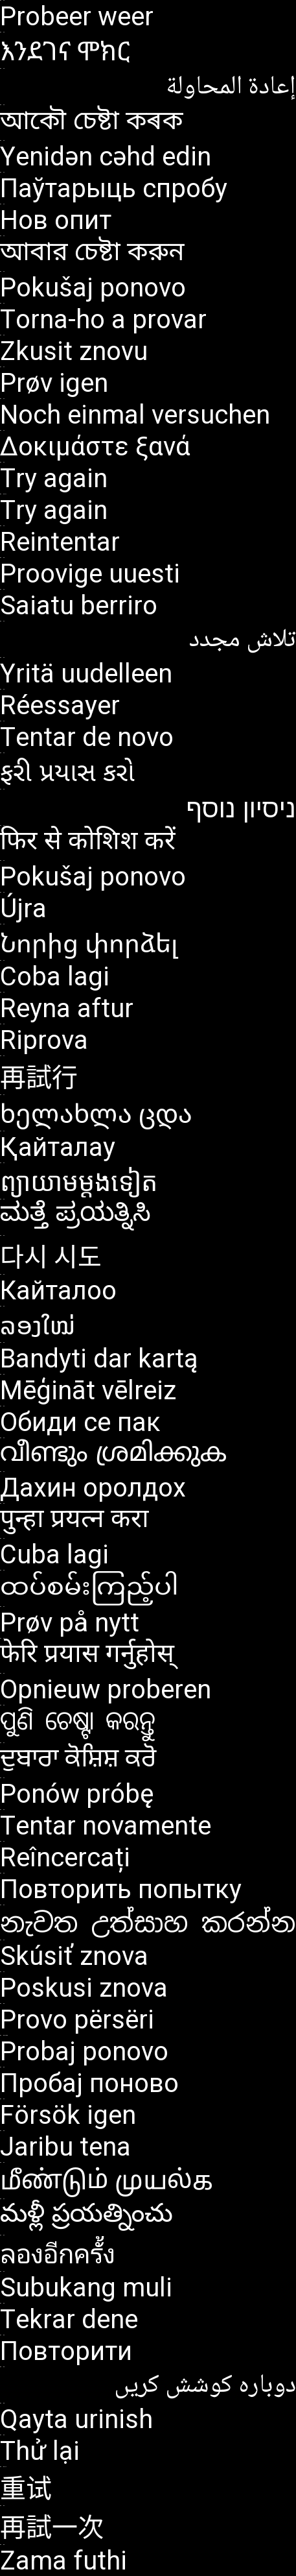 Probeer weer
እንደገና ሞክር
إعادة المحاولة
আকৌ চেষ্টা কৰক
Yenidən cəhd edin
Паўтарыць спробу
Нов опит
আবার চেষ্টা করুন
Pokušaj ponovo
Torna-ho a provar
Zkusit znovu
Prøv igen
Noch einmal versuchen
Δοκιμάστε ξανά
Try again
Try again
Reintentar
Proovige uuesti
Saiatu berriro
تلاش مجدد
Yritä uudelleen
Réessayer
Tentar de novo
ફરી પ્રયાસ કરો
ניסיון נוסף
फिर से कोशिश करें
Pokušaj ponovo
Újra
Նորից փորձել
Coba lagi
Reyna aftur
Riprova
再試行
ხელახლა ცდა
Қайталау
ព្យាយាម​ម្ដង​ទៀត
ಮತ್ತೆ ಪ್ರಯತ್ನಿಸಿ
다시 시도
Кайталоо
ລອງໃໝ່
Bandyti dar kartą
Mēģināt vēlreiz
Обиди се пак
വീണ്ടും ശ്രമിക്കുക
Дахин оролдох
पुन्हा प्रयत्न करा
Cuba lagi
ထပ်စမ်းကြည့်ပါ
Prøv på nytt
फेरि प्रयास गर्नुहोस्
Opnieuw proberen
ପୁଣି ଚେଷ୍ଟା କରନ୍ତୁ
ਦੁਬਾਰਾ ਕੋਸ਼ਿਸ਼ ਕਰੋ
Ponów próbę
Tentar novamente
Reîncercați
Повторить попытку
නැවත උත්සාහ කරන්න
Skúsiť znova
Poskusi znova
Provo përsëri
Probaj ponovo
Пробај поново
Försök igen
Jaribu tena
மீண்டும் முயல்க
మళ్లీ ప్రయత్నించు
ลองอีกครั้ง
Subukang muli
Tekrar dene
Повторити
دوبارہ کوشش کریں
Qayta urinish
Thử lại
重试
再試一次
Zama futhi